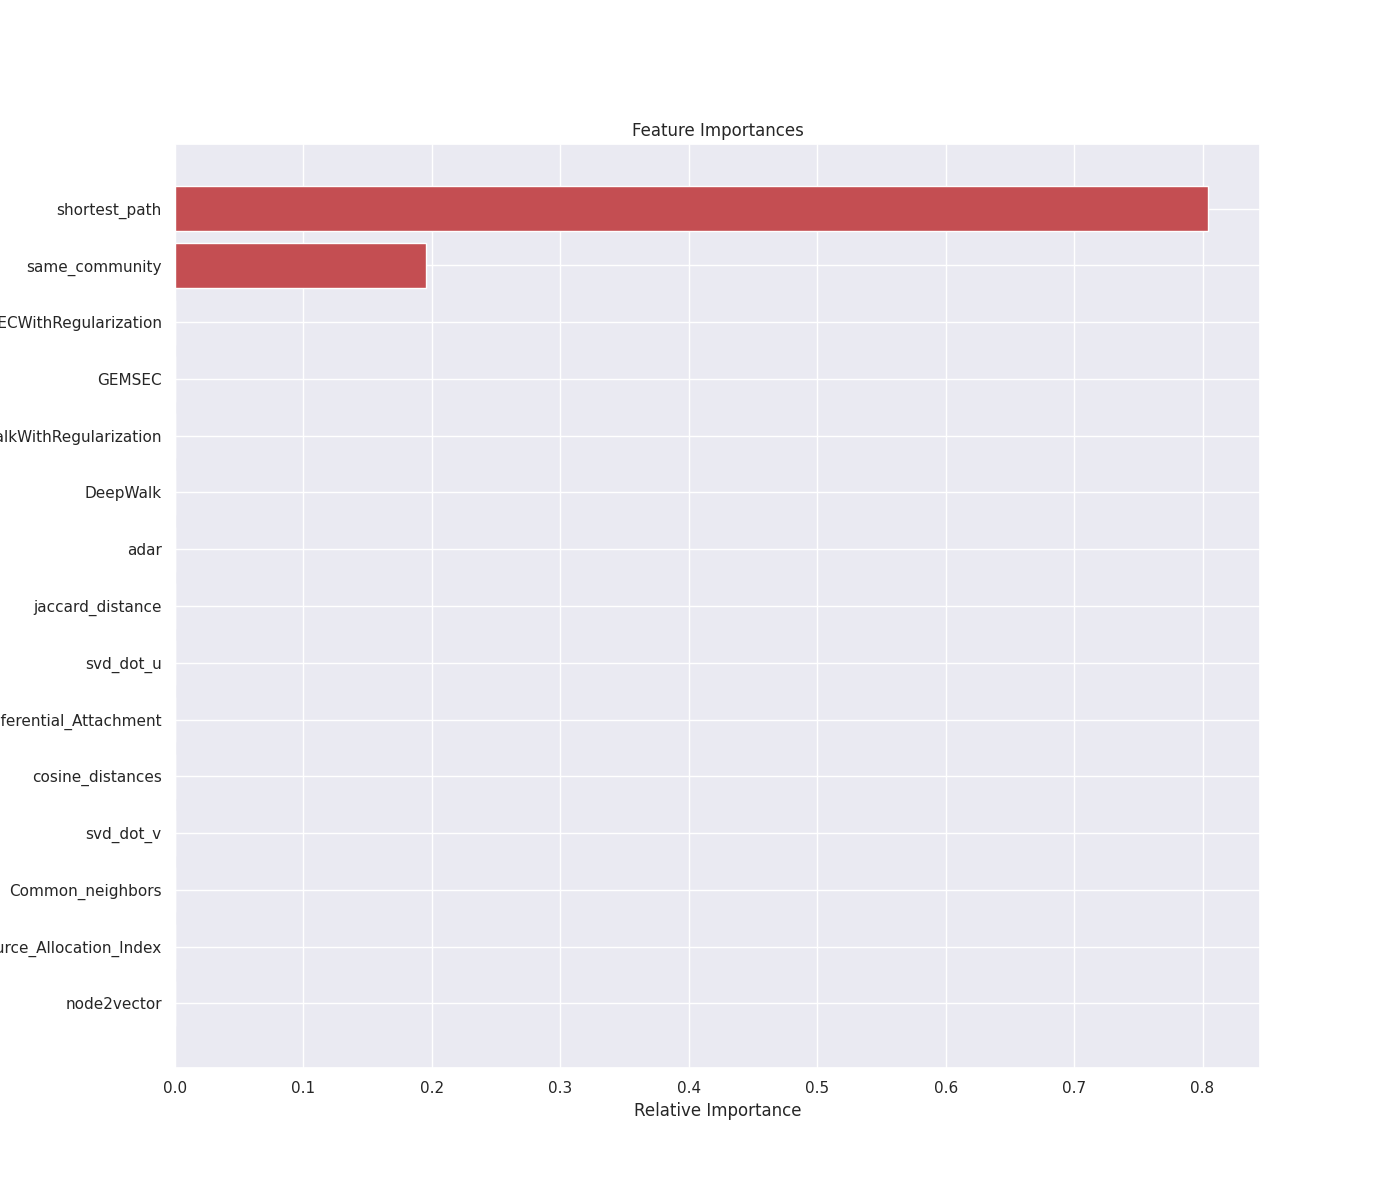 Feature Importances
shortest_path
same_community
ECWithRegularization
GEMSEC
alkWithRegularization
DeepWalk
adar
jaccard_distance
svd_dot_u
ferential_Attachment
cosine_distances
svd_dot_v
Common_neighbors
urce_Allocation_Index
node2vector
0.0 0.1 0.2 0.3 0.4 0.5 0.6 0.7 0.8
Relative Importance